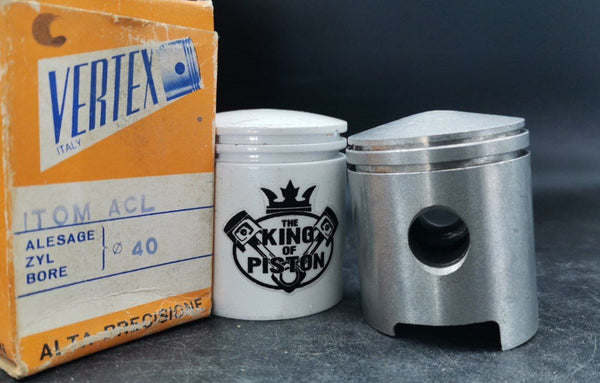 VERTEX
ITALY
ITOM ACL
ALESAGE
ZYL
BORE
ø 40
ALTA PRECISIONE
THE
KING
OF
PISTON